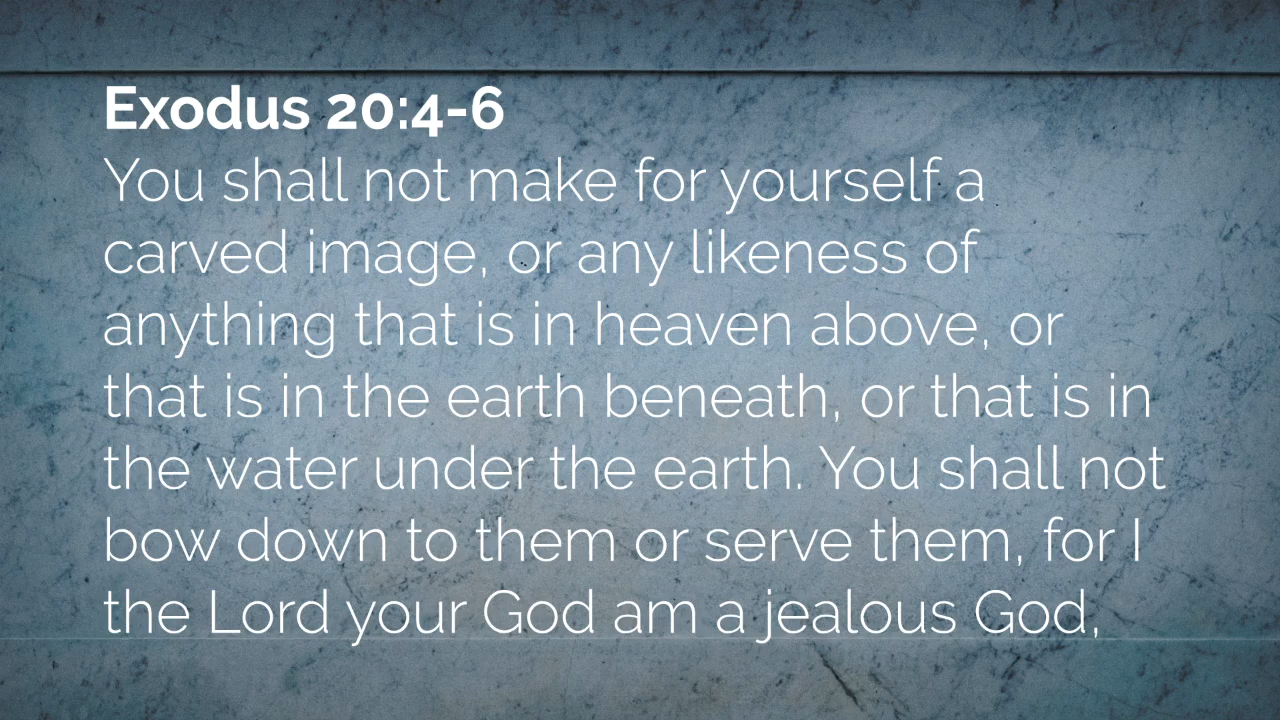 Exodus 20:4-6
You shall not make for yourself a
carved image, or any likeness of
anything that is in heaven above, or
that is in the earth beneath, or that is in
the water under the earth. You shall not
bow down to them or serve them, for I
the Lord your God am a jealous God,